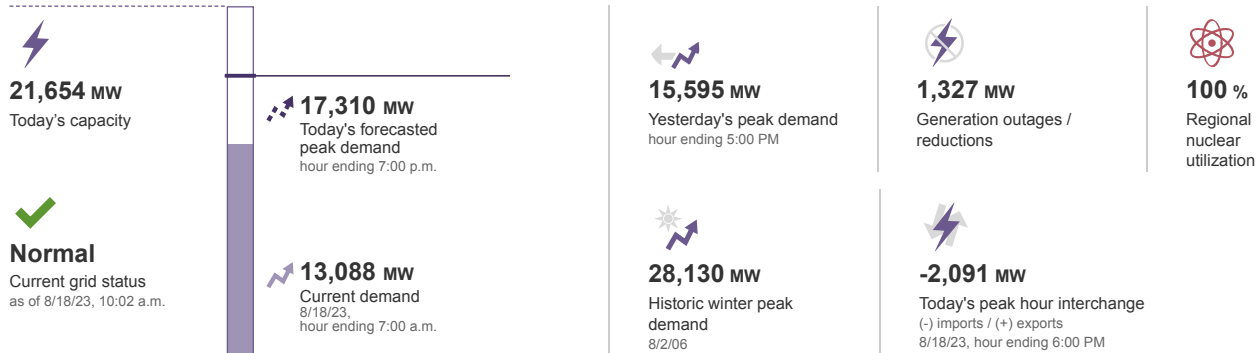 21,654 MW
Today's capacity
Normal
Current grid status
as of 8/18/23, 10:02 a.m.
17,310 MW
Today's forecasted
peak demand
hour ending 7:00 p.m.
13,088 MW
Current demand
8/18/23,
hour ending 7:00 a.m.
15,595 MW
Yesterday's peak demand
hour ending 5:00 PM
1,327 MW
Generation outages /
reductions
100 %
Regional
nuclear
utilization
28,130 MW
Historic winter peak
demand
8/2/06
-2,091 MW
Today's peak hour interchange
(-) imports / (+) exports
8/18/23, hour ending 6:00 PM